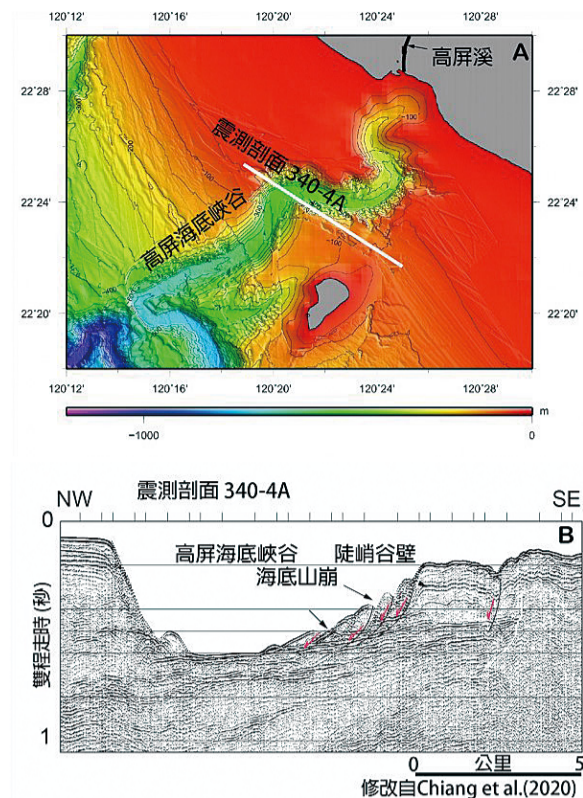 120°12' 120°16' 120°20' 120°24' 120°28'
A
高屏溪
22°28' 22°28'
-100
震測剖面 340-4A
22°24' 22°24'
高屏海底峽谷
22°20' 22°20'
120°12' 120°16' 120°20' 120°24' 120°28'
m
-1000 0
NW 震測剖面 340-4A SE
0 B
高屏海底峽谷 陡峭谷壁
海底山崩
雙程走時(秒)
1
0 公里 5
修改自Chiang et al.(2020)